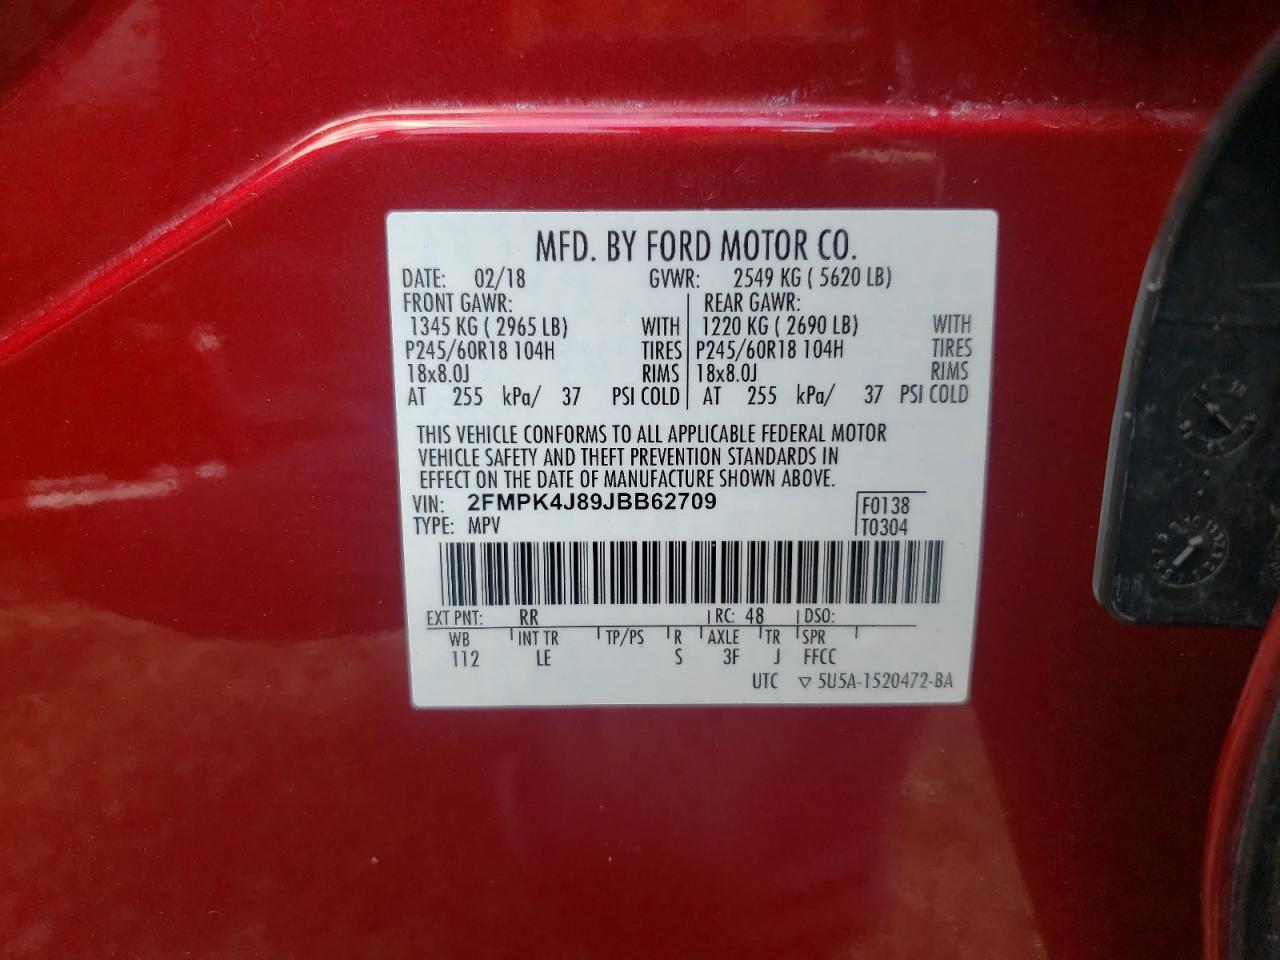 MFD. BY FORD MOTOR CO.
DATE: 02/18 GVWR: 2549 KG ( 5620 LB)
FRONT GAWR: REAR GAWR:
1345 KG ( 2965 LB) WITH 1220 KG ( 2690 LB) WITH
P245/60R18 104H TIRES P245/60R18 104H TIRES
18x8.0J RIMS 18x8.0J RIMS
AT 255 kPa/ 37 PSI COLD AT 255 kPa/ 37 PSI COLD
THIS VEHICLE CONFORMS TO ALL APPLICABLE FEDERAL MOTOR
VEHICLE SAFETY AND THEFT PREVENTION STANDARDS IN
EFFECT ON THE DATE OF MANUFACTURE SHOWN ABOVE.
VIN: 2FMPK4J89JBB62709 F0138
TYPE: MPV T0304
EXT PNT: RR RC: 48 DSO:
WB INT TR TP/PS R AXLE TR SPR
112 LE S 3F J FFCC
UTC ▽ 5U5A-1520472-BA